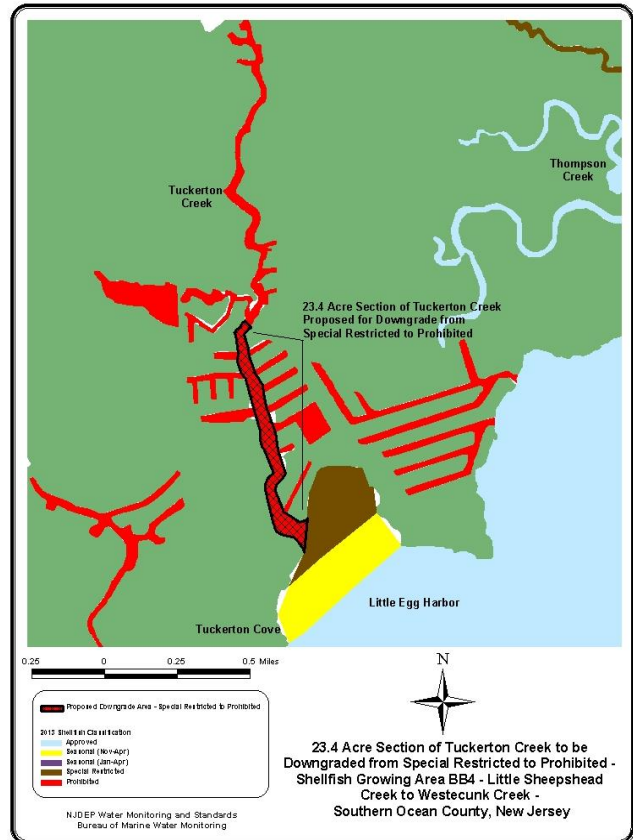 Thompson
Creek
Tuckerton
Creek
23.4 Acre Section of Tuckerton Creek
Proposed for Downgrade from
Special Restricted to Prohibited
Little Egg Harbor
Tuckerton Cove
0.25 0 0.25 0.5 Miles
N
Proposed Downgrade Area - Special Restricted to Prohibited
2013 Shellfish Classification
Approved
Seasonal (Nov-Apr)
Seasonal (Jan-Apr)
Special Restricted
Prohibited
23.4 Acre Section of Tuckerton Creek to be
Downgraded from Special Restricted to Prohibited -
Shellfish Growing Area BB4 - Little Sheepshead
Creek to Westecunk Creek -
Southern Ocean County, New Jersey
NJDEP Water Monitoring and Standards
Bureau of Marine Water Monitoring